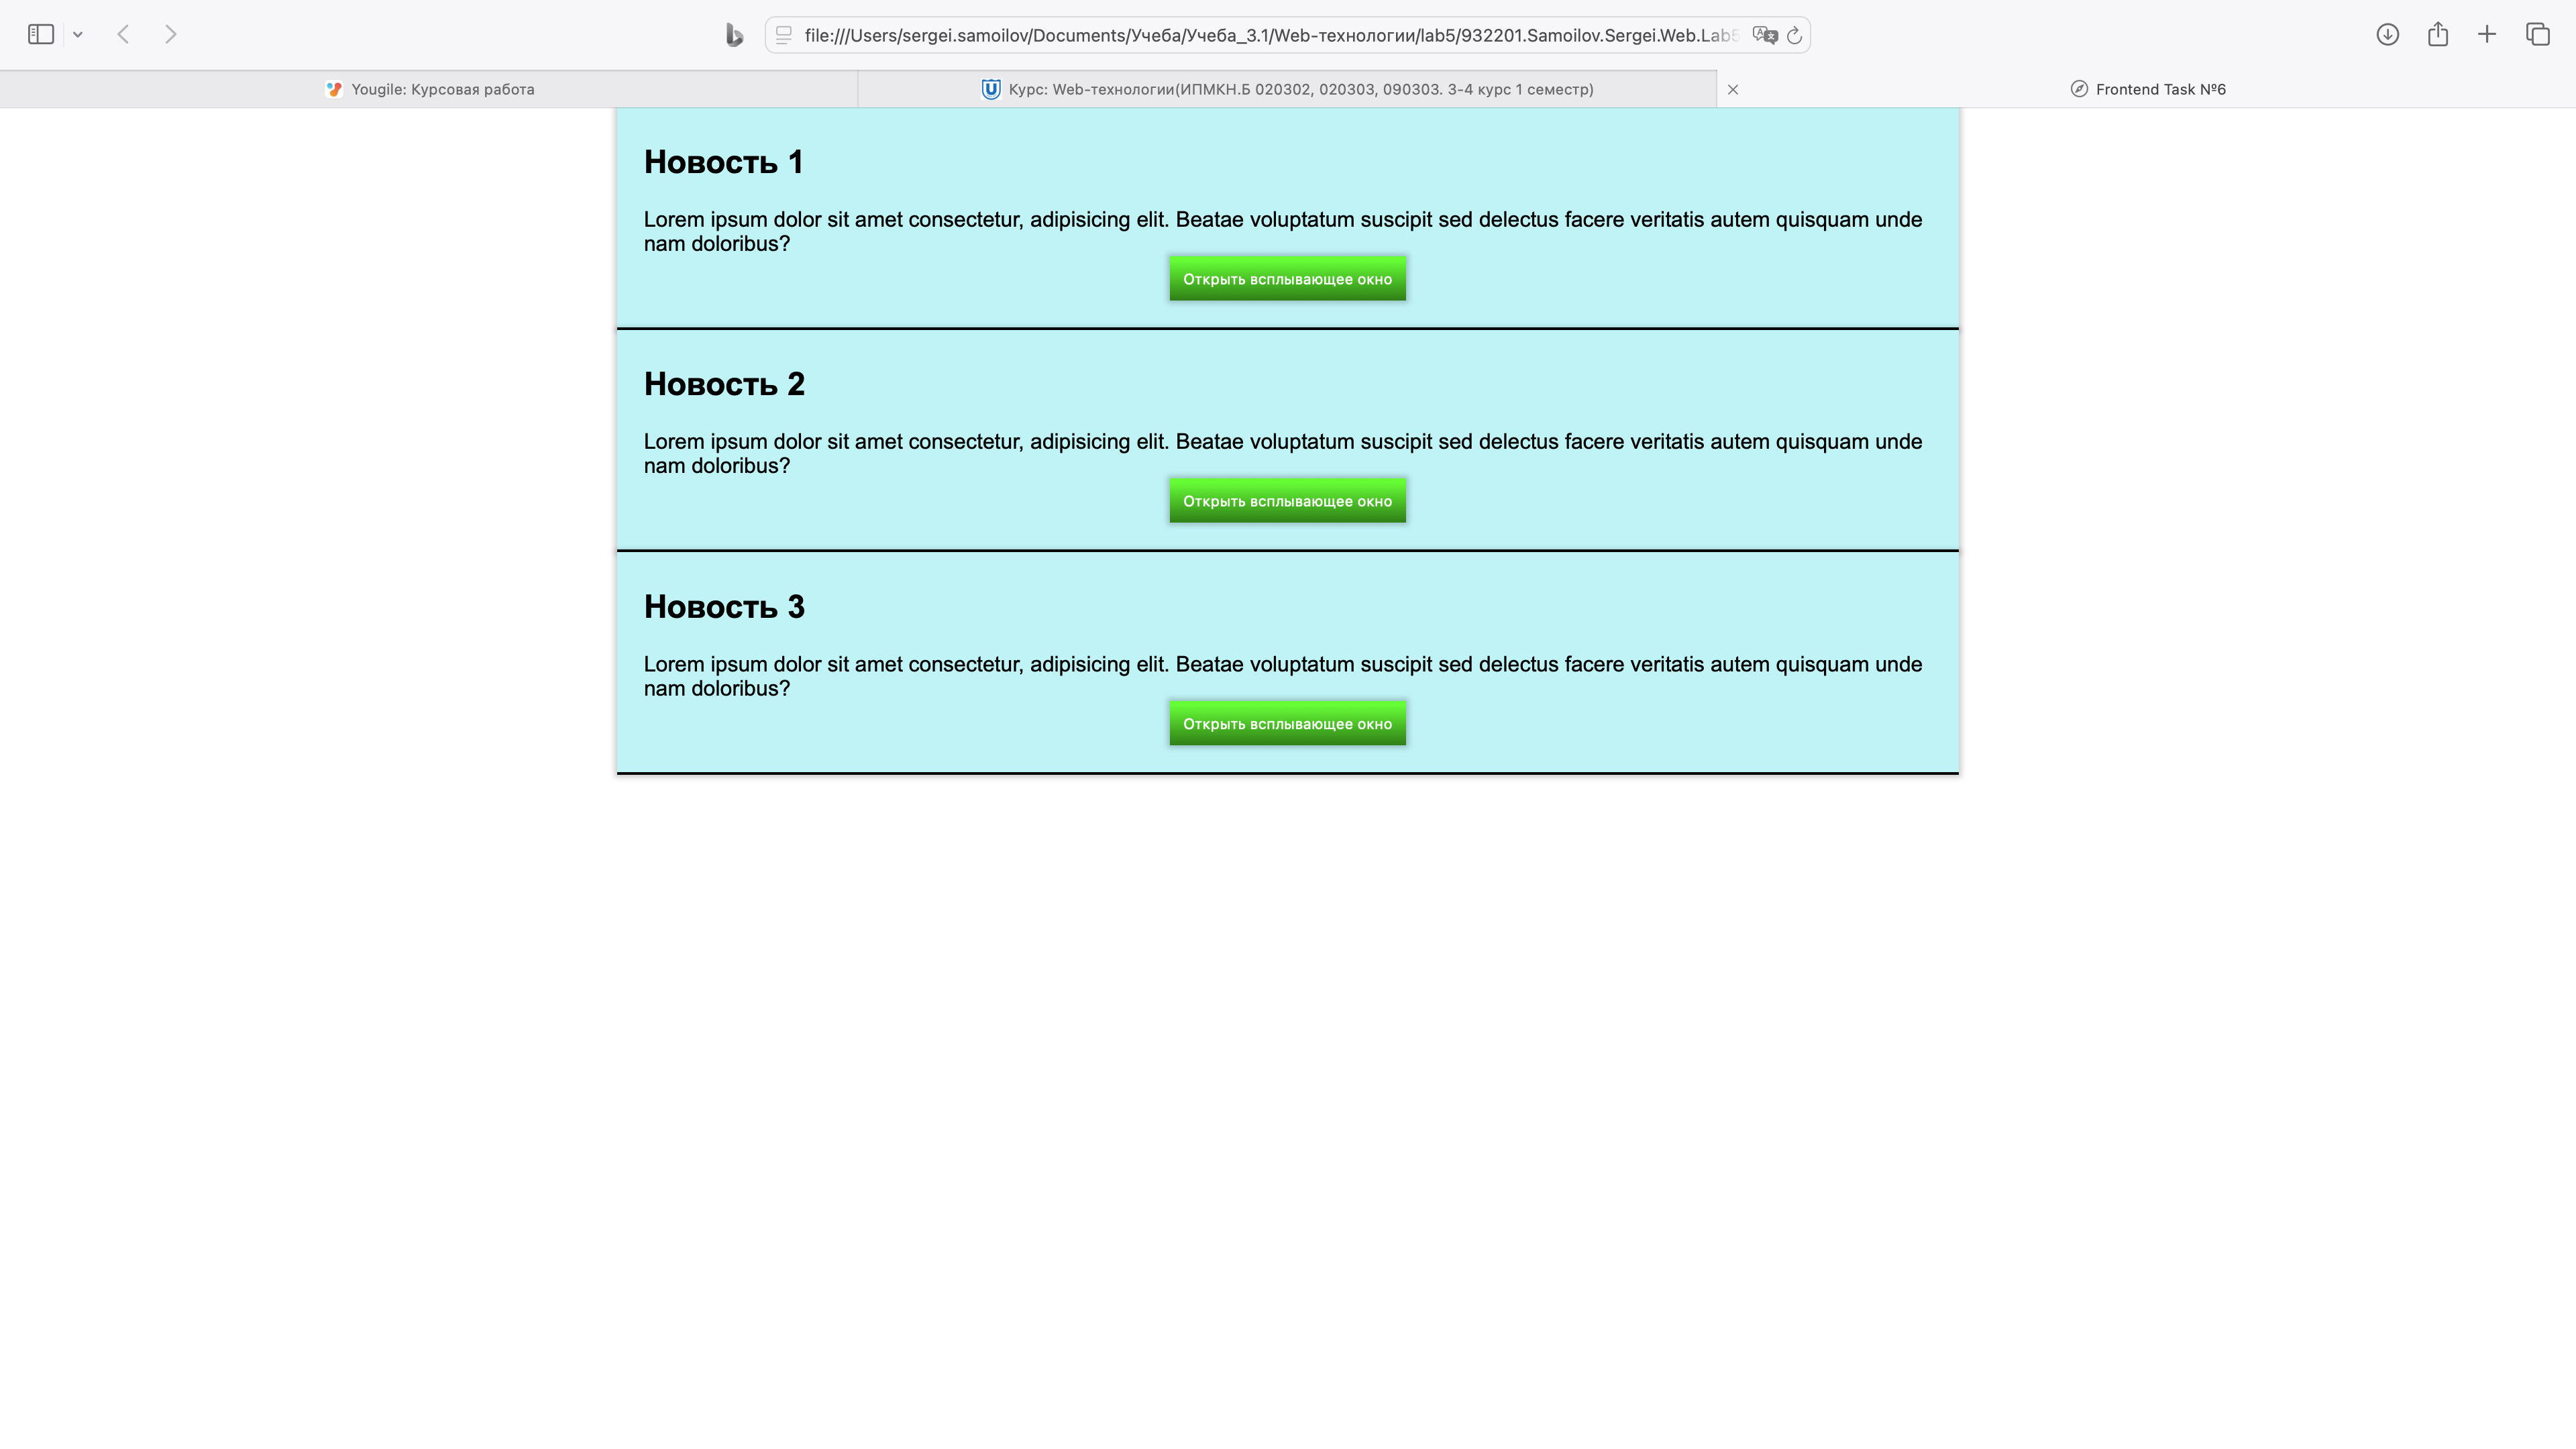 file:///Users/sergei.samoilov/Documents/Учеба/Учеба_3.1/Web-технологии/lab5/932201.Samoilov.Sergei.Web.Lab5
Yougile: Курсовая работа
Курс: Web-технологии(ИПМКН.Б 020302, 020303, 090303. 3-4 курс 1 семестр)
Frontend Task №6
Новость 1
Lorem ipsum dolor sit amet consectetur, adipisicing elit. Beatae voluptatum suscipit sed delectus facere veritatis autem quisquam unde
nam doloribus?
Открыть всплывающее окно
Новость 2
Lorem ipsum dolor sit amet consectetur, adipisicing elit. Beatae voluptatum suscipit sed delectus facere veritatis autem quisquam unde
nam doloribus?
Открыть всплывающее окно
Новость 3
Lorem ipsum dolor sit amet consectetur, adipisicing elit. Beatae voluptatum suscipit sed delectus facere veritatis autem quisquam unde
nam doloribus?
Открыть всплывающее окно